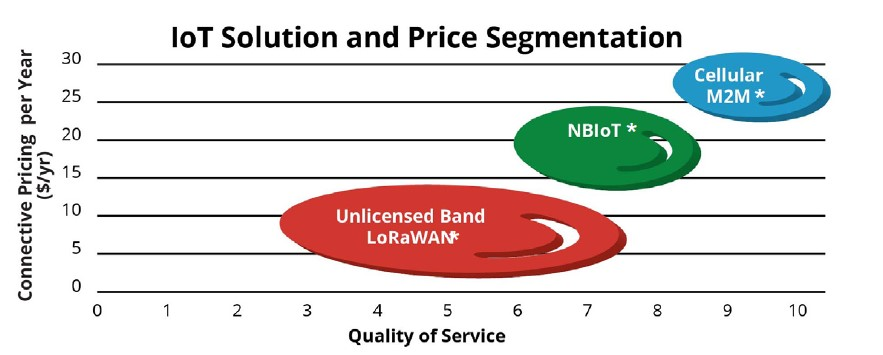 IoT Solution and Price Segmentation
Connective Pricing per Year
($/yr)
30
25
20
15
10
5
0
Cellular
M2M *
NBIoT *
Unlicensed Band
LoRaWAN*
0 1 2 3 4 5 6 7 8 9 10
Quality of Service